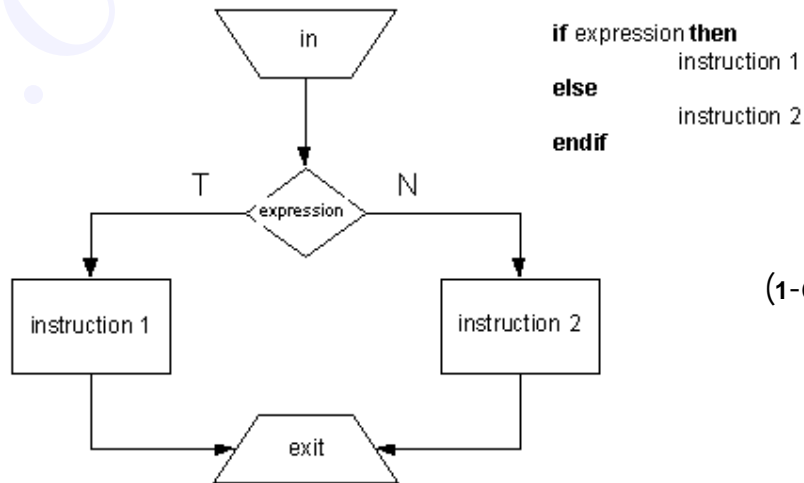 in
if expression then
instruction 1
else
instruction 2
endif
T
expression
N
instruction 1
instruction 2
exit